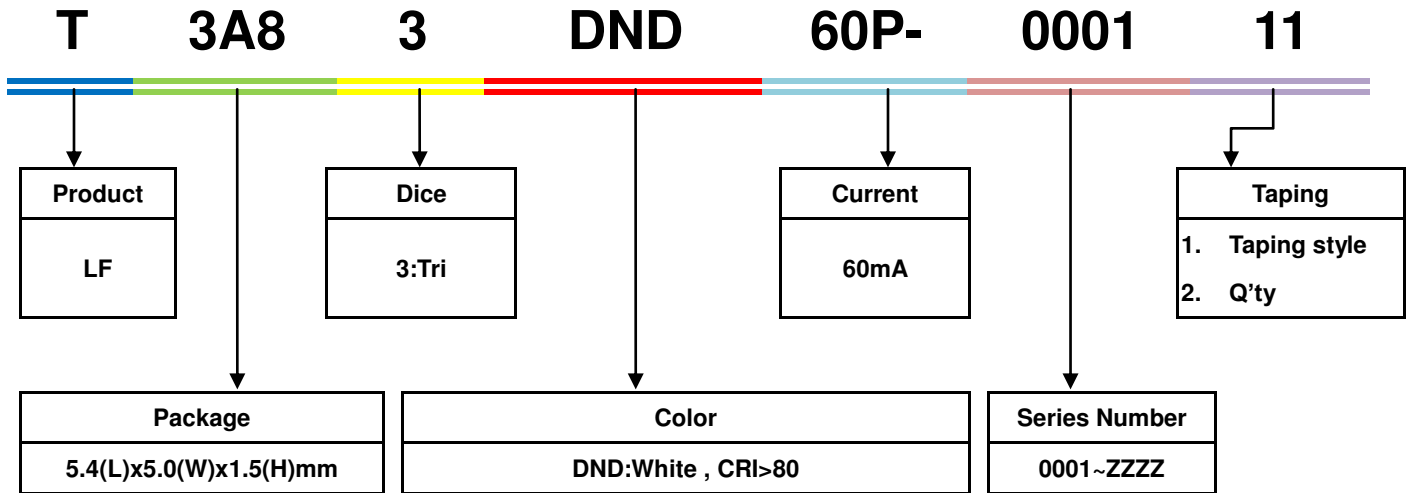 T 3A8 3 DND 60P- 0001 11
Product
LF
Dice
3:Tri
Current
60mA
Taping
1. Taping style
2. Q’ty
Package
5.4(L)x5.0(W)x1.5(H)mm
Color
DND:White , CRI>80
Series Number
0001~ZZZZ